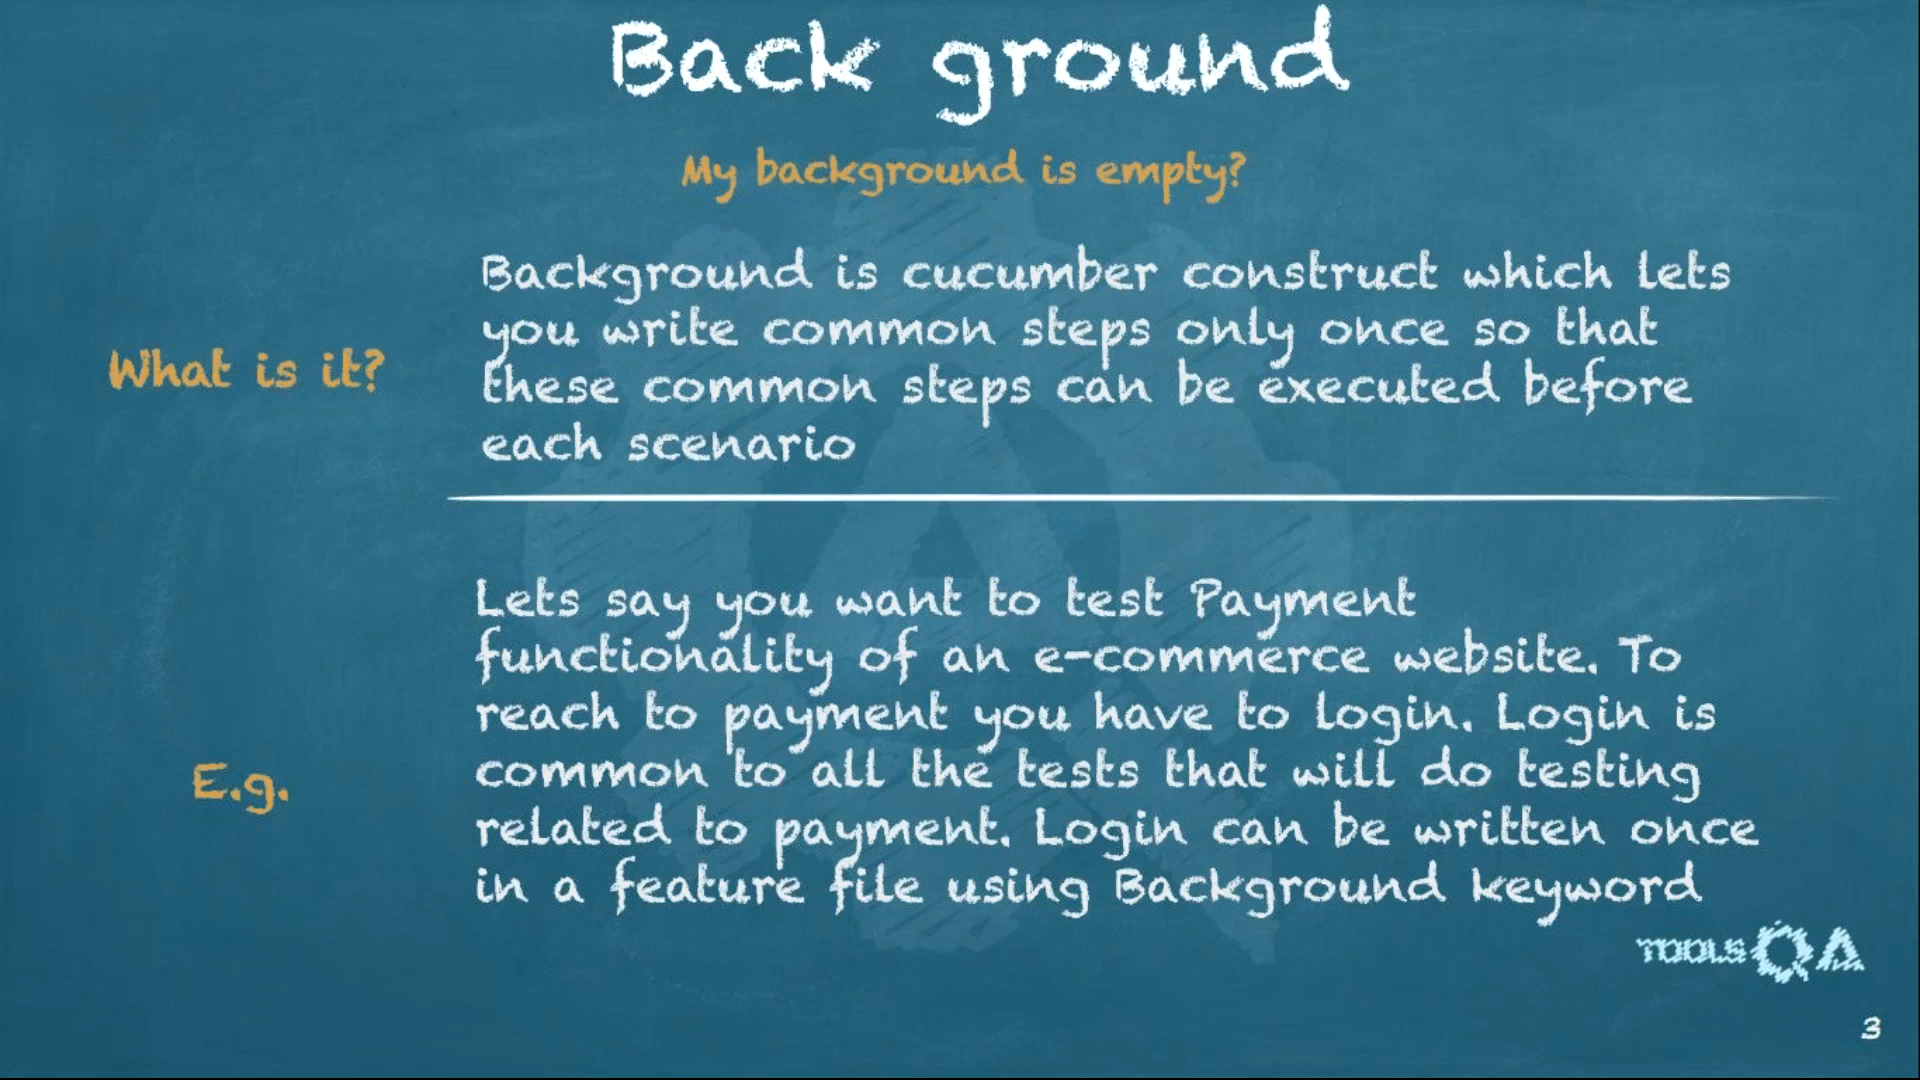 Back ground
My background is empty?
What is it?
Background is cucumber construct which lets
you write common steps only once so that
these common steps can be executed before
each scenario
E.g.
Lets say you want to test Payment
functionality of an e-commerce website. To
reach to payment you have to login. Login is
common to all the tests that will do testing
related to payment. Login can be written once
in a feature file using Background keyword
TOOLS QA
3